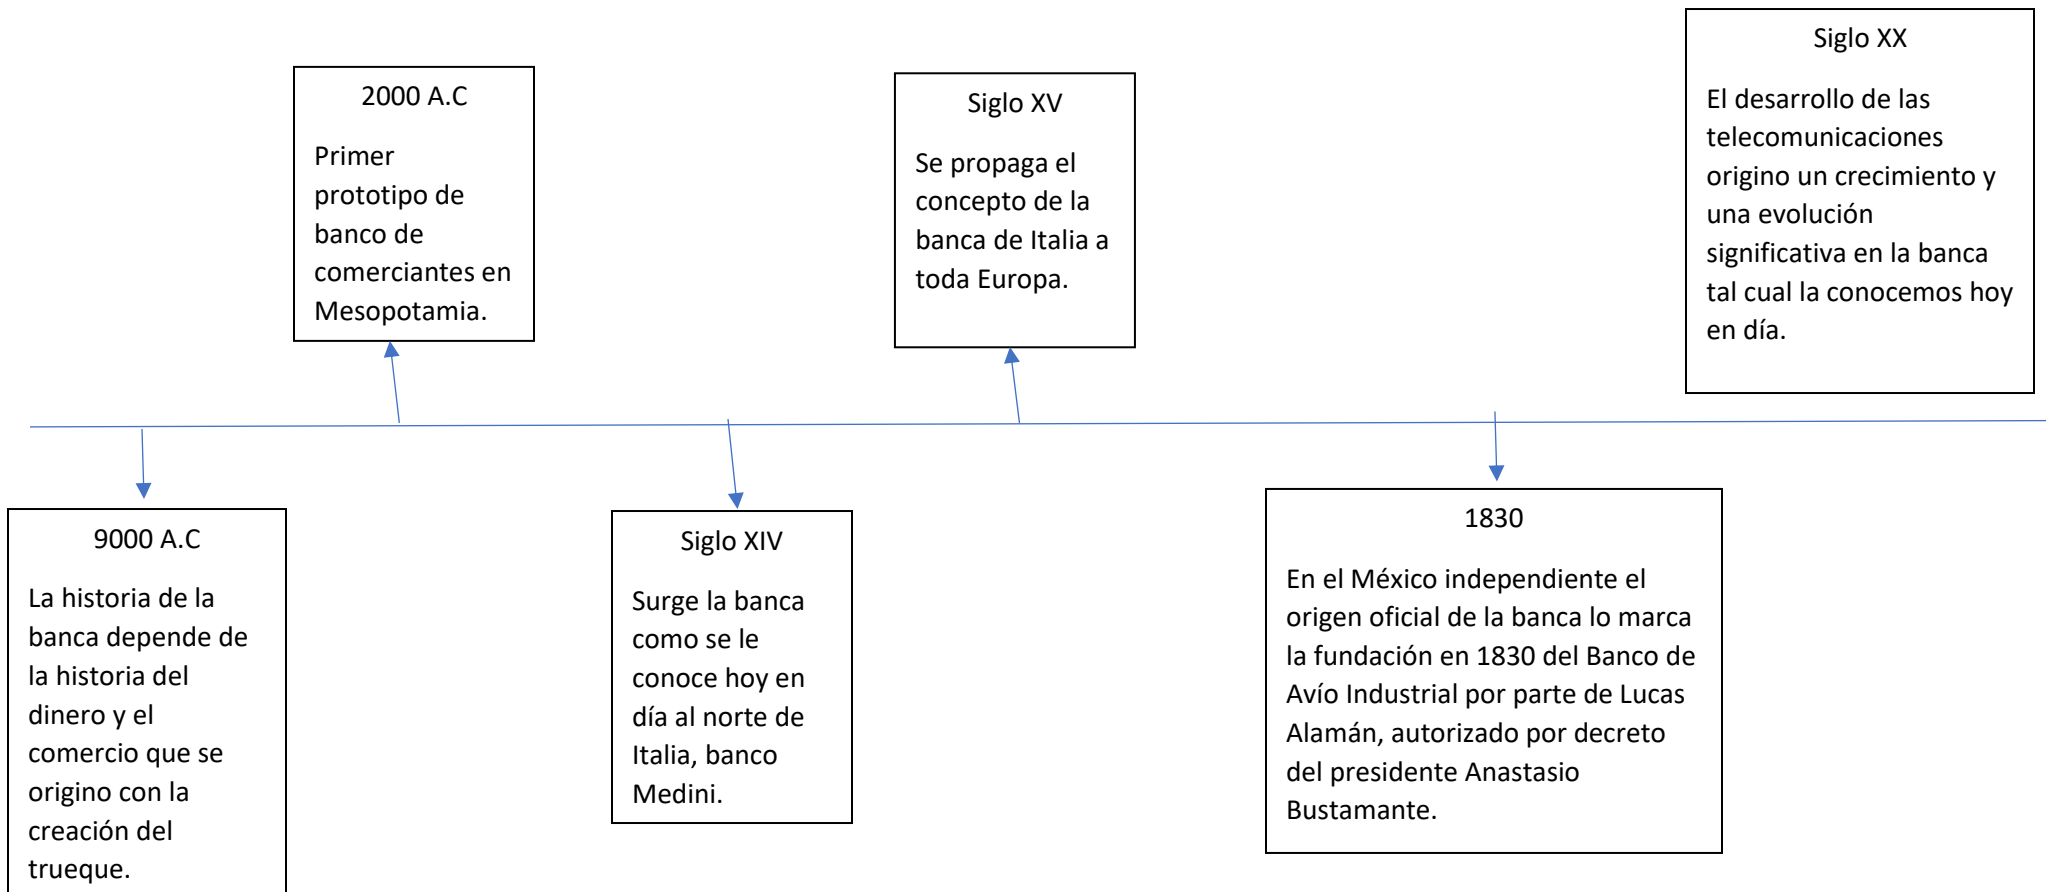 9000 A.C
La historia de la
banca depende de
la historia del
dinero y el
comercio que se
origino con la
creación del
trueque.
2000 A.C
Primer
prototipo de
banco de
comerciantes en
Mesopotamia.
Siglo XIV
Surge la banca
como se le
conoce hoy en
día al norte de
Italia, banco
Medini.
Siglo XV
Se propaga el
concepto de la
banca de Italia a
toda Europa.
1830
En el México independiente el
origen oficial de la banca lo marca
la fundación en 1830 del Banco de
Avío Industrial por parte de Lucas
Alamán, autorizado por decreto
del presidente Anastasio
Bustamante.
Siglo XX
El desarrollo de las
telecomunicaciones
origino un crecimiento y
una evolución
significativa en la banca
tal cual la conocemos hoy
en día.